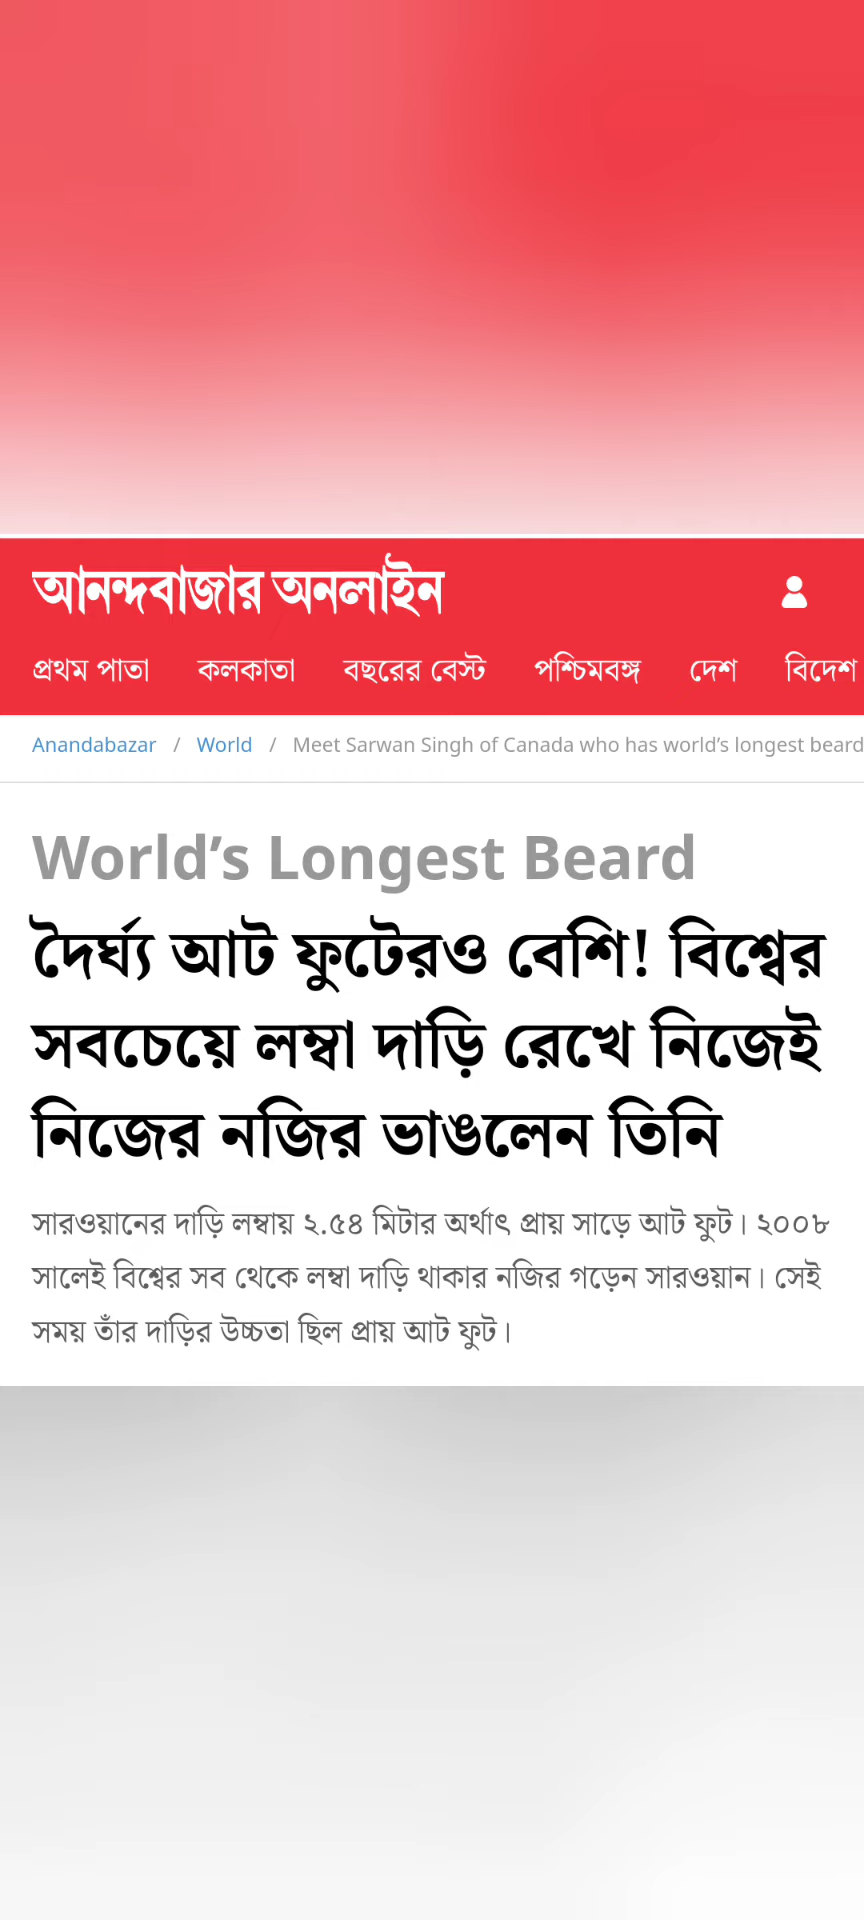 আনন্দবাজার অনলাইন
প্রথম পাতা কলকাতা বছরের বেস্ট পশ্চিমবঙ্গ দেশ বিদেশ
Anandabazar / World / Meet Sarwan Singh of Canada who has world’s longest beard
World’s Longest Beard
দৈর্ঘ্য আট ফুটেরও বেশি! বিশ্বের
সবচেয়ে লম্বা দাড়ি রেখে নিজেই
নিজের নজির ভাঙলেন তিনি
সারওয়ানের দাড়ি লম্বায় ২.৫৪ মিটার অর্থাৎ প্রায় সাড়ে আট ফুট। ২০০৮
সালেই বিশ্বের সব থেকে লম্বা দাড়ি থাকার নজির গড়েন সারওয়ান। সেই
সময় তাঁর দাড়ির উচ্চতা ছিল প্রায় আট ফুট।